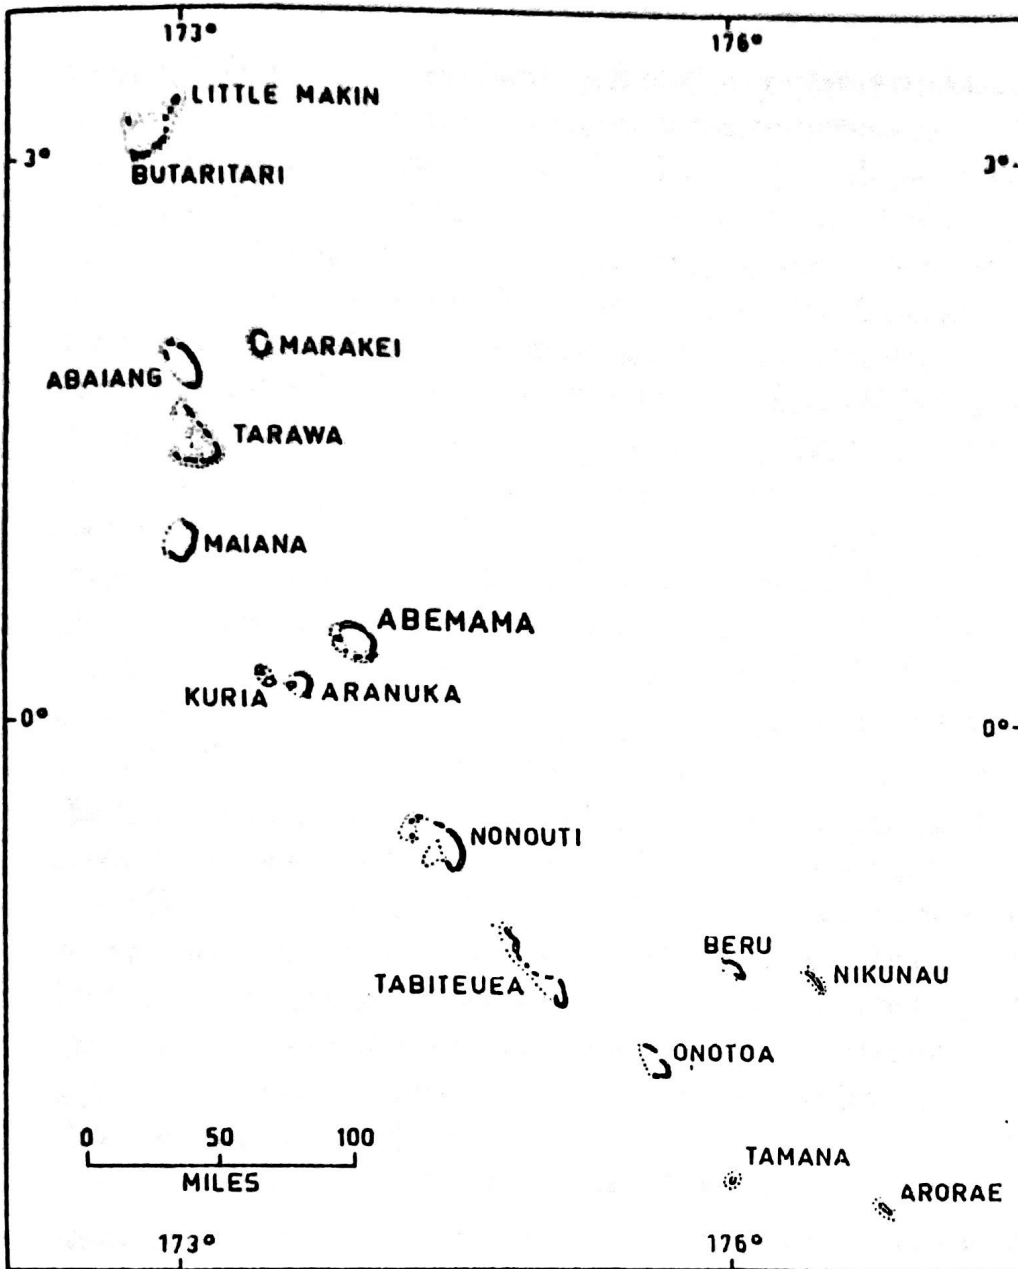 173° 176°
LITTLE MAKIN
3° 3°
BUTARITARI
MARAKEI
ABAIANG
TARAWA
MAIANA
ABEMAMA
KURIA ARANUKA
0° 0°
NONOUTI
BERU
NIKUNAU
TABITEUEA
ONOTOA
0 50 100
MILES
TAMANA
ARORAE
173° 176°